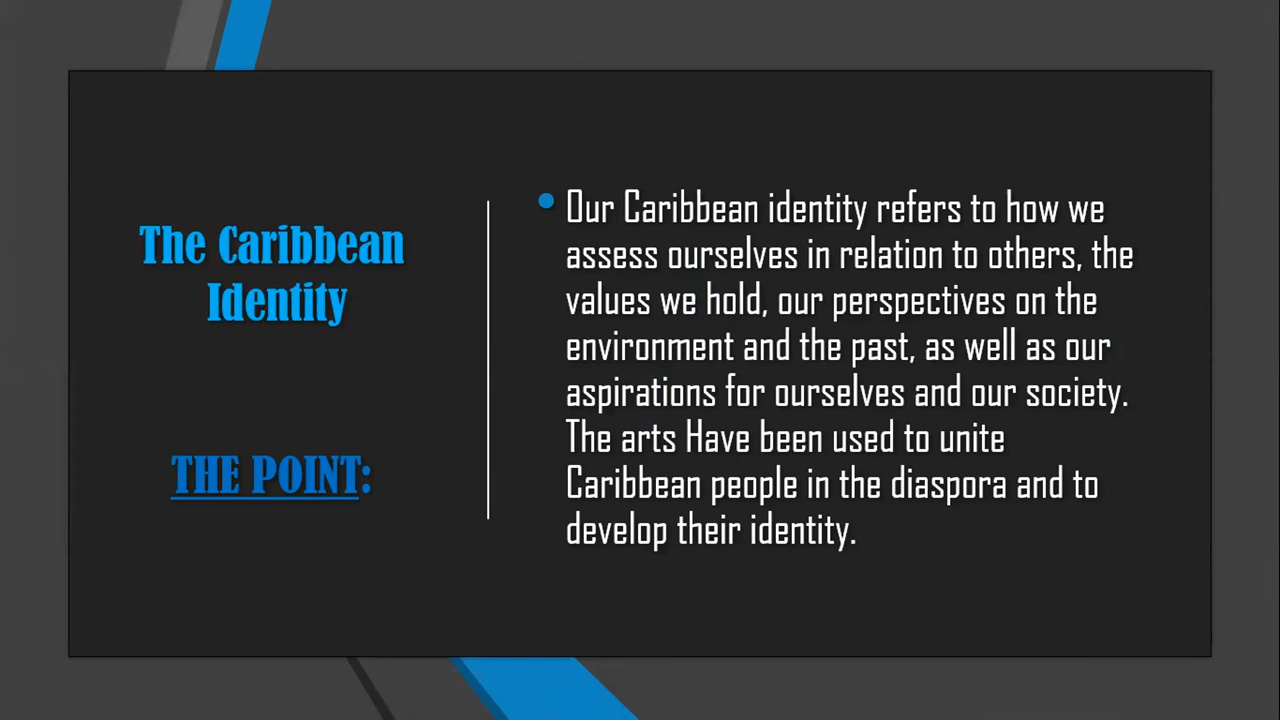 The Caribbean
Identity
THE POINT:
Our Caribbean identity refers to how we
assess ourselves in relation to others, the
values we hold, our perspectives on the
environment and the past, as well as our
aspirations for ourselves and our society.
The arts Have been used to unite
Caribbean people in the diaspora and to
develop their identity.